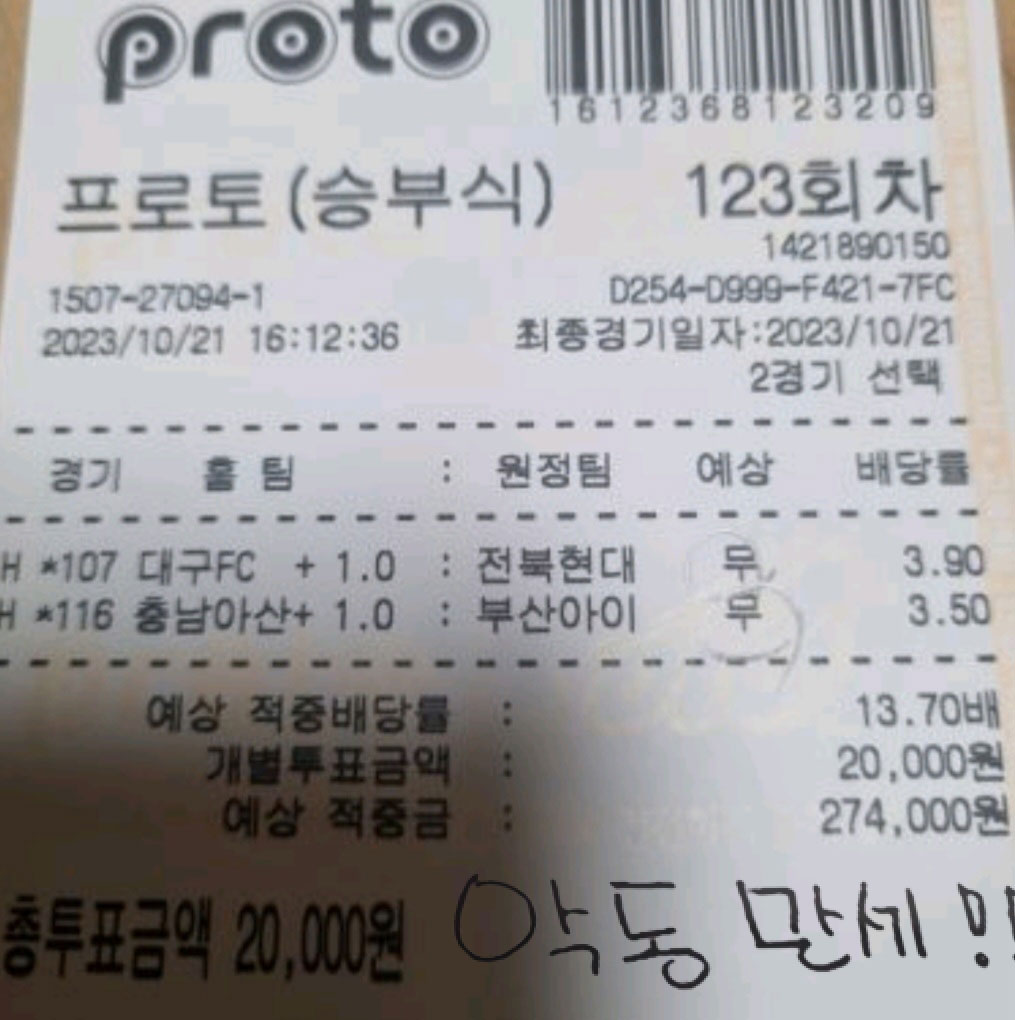 proto
1612368123209
프로토(승부식) 123회차
1421890150
1507-27094-1 D254-D999-F421-7FC
2023/10/21 16:12:36 최종경기일자:2023/10/21
2경기 선택
경기 홈 팀 : 원정팀 예상 배당률
H *107 대구FC + 1.0 : 전북현대 무 3.90
H *116 충남아산+ 1.0 : 부산아이 무 3.50
예상 적중배당률 : 13.70배
개별투표금액 : 20,000원
예상 적중금 : 274,000원
총투표금액 20,000원 악동 만세!!